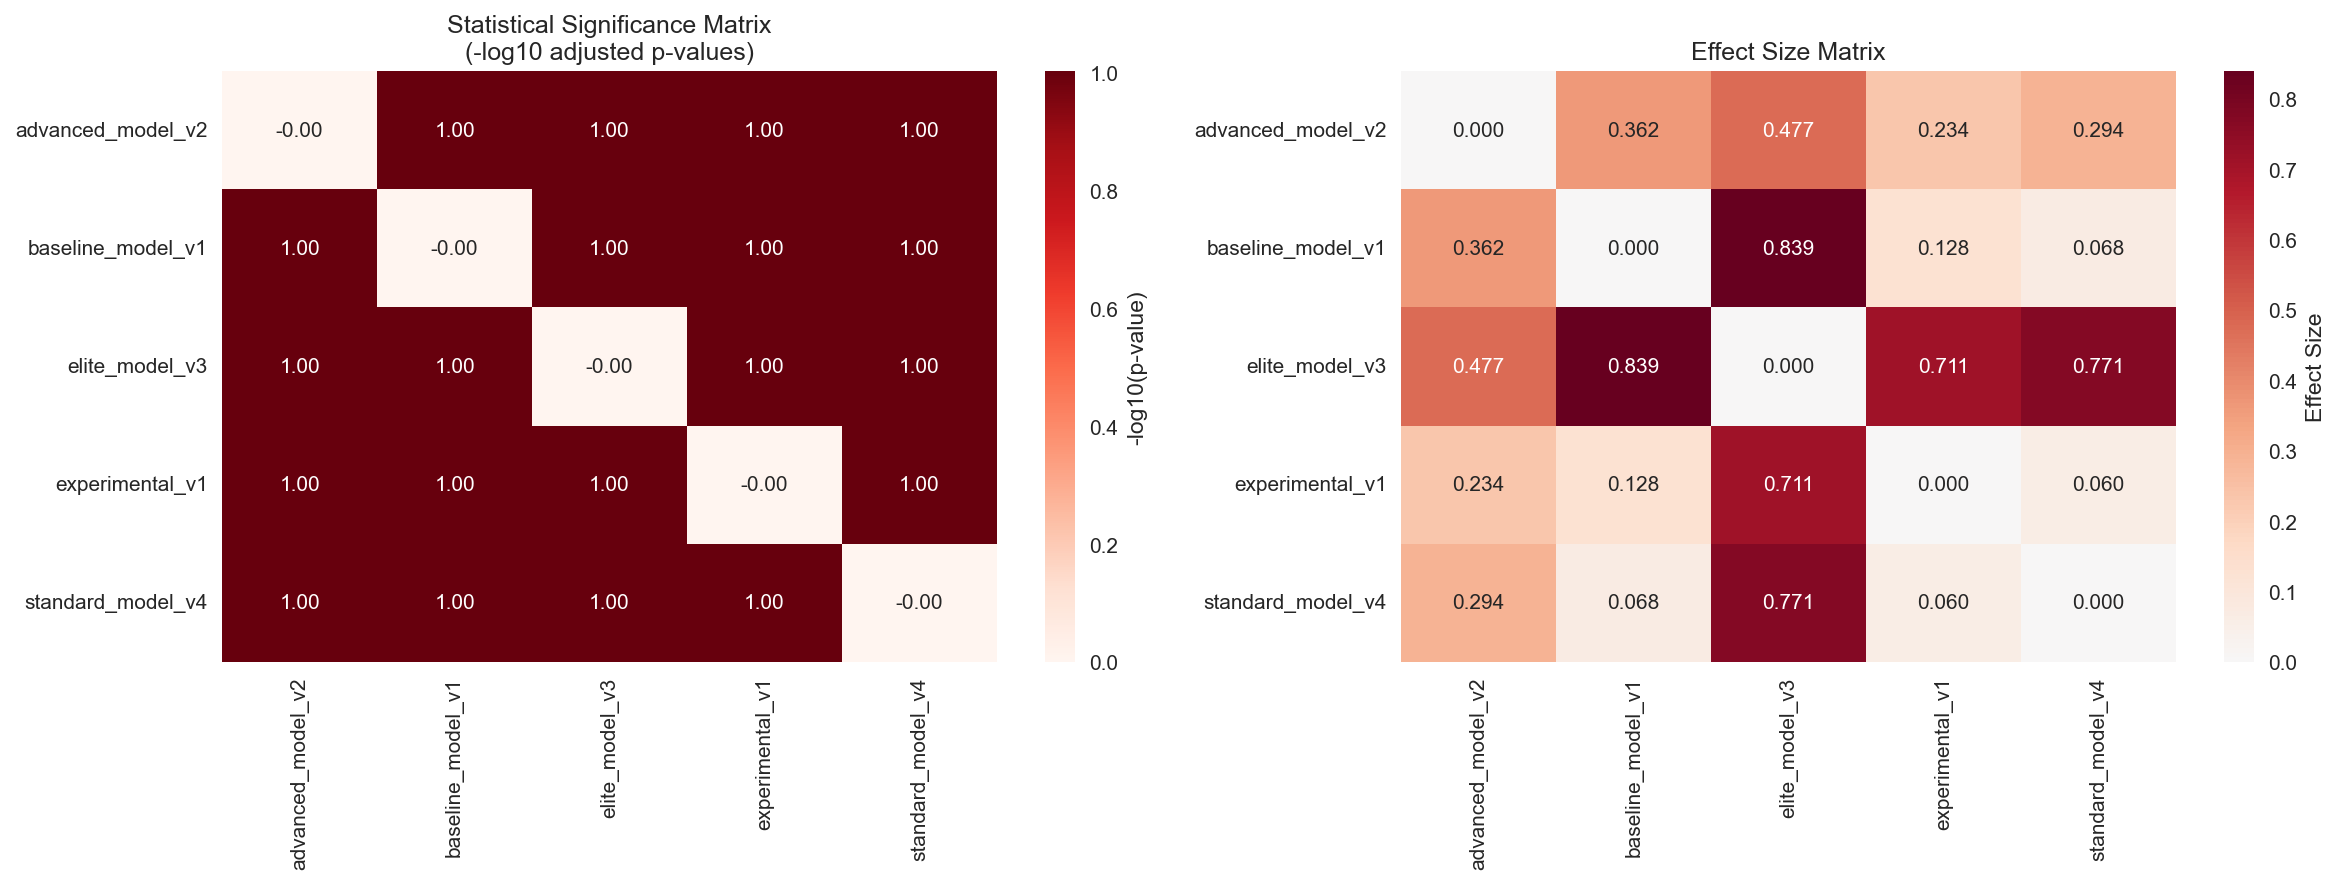 Statistical Significance Matrix
(-log10 adjusted p-values)
advanced_model_v2 -0.00 1.00 1.00 1.00 1.00
baseline_model_v1 1.00 -0.00 1.00 1.00 1.00
elite_model_v3 1.00 1.00 -0.00 1.00 1.00
experimental_v1 1.00 1.00 1.00 -0.00 1.00
standard_model_v4 1.00 1.00 1.00 1.00 -0.00
advanced_model_v2
baseline_model_v1
elite_model_v3
experimental_v1
standard_model_v4
1.0
0.8
0.6
0.4
0.2
0.0
-log10(p-value)
Effect Size Matrix
advanced_model_v2 0.000 0.362 0.477 0.234 0.294
baseline_model_v1 0.362 0.000 0.839 0.128 0.068
elite_model_v3 0.477 0.839 0.000 0.711 0.771
experimental_v1 0.234 0.128 0.711 0.000 0.060
standard_model_v4 0.294 0.068 0.771 0.060 0.000
advanced_model_v2
baseline_model_v1
elite_model_v3
experimental_v1
standard_model_v4
0.8
0.7
0.6
0.5
0.4
0.3
0.2
0.1
0.0
Effect Size